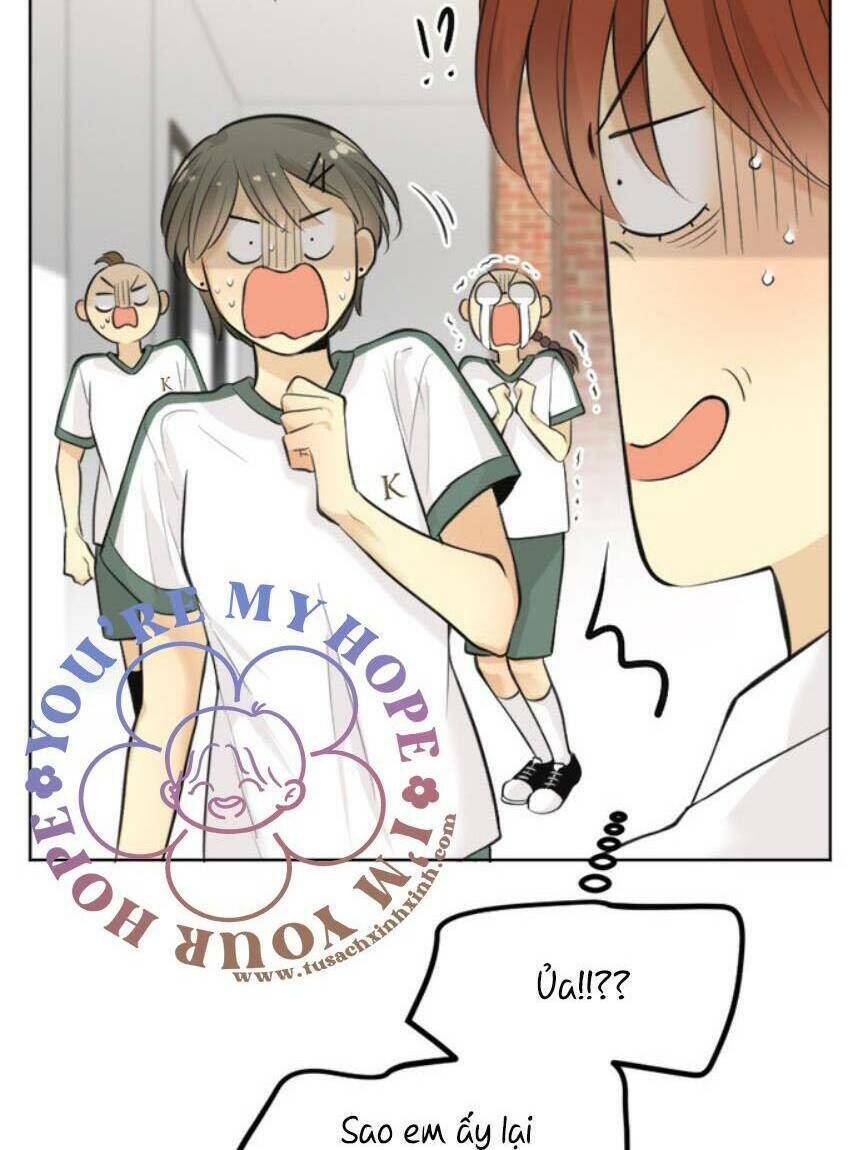 !?
K
K
YOU'RE MY HOPE
I'M YOUR HOPE
www.tusachxinhxinh.com
Ủa!!??
Sao em ấy lại